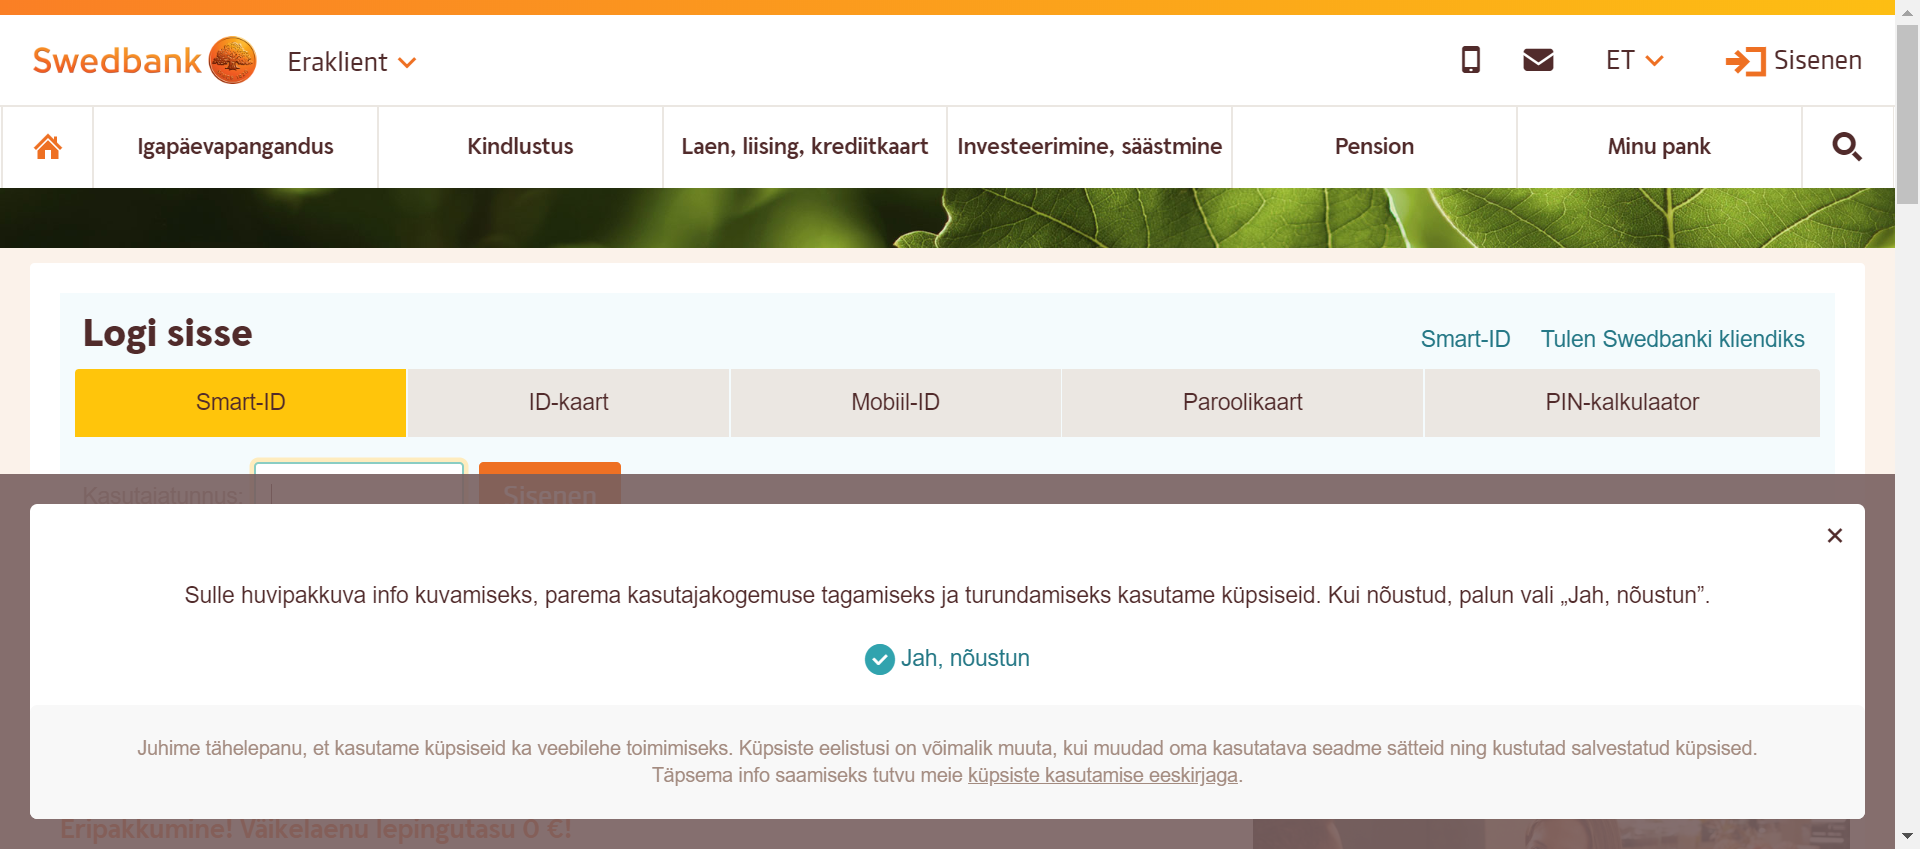 Swedbank Eraklient ET Sisenen
Igapäevapangandus Kindlustus Laen, liising, krediitkaart Investeerimine, säästmine Pension Minu pank
Logi sisse
Smart-ID Tulen Swedbanki kliendiks
Smart-ID ID-kaart Mobiil-ID Paroolikaart PIN-kalkulaator
Kasutajatunnus: Sisenen
Sulle huvipakkuva info kuvamiseks, parema kasutajakogemuse tagamiseks ja turundamiseks kasutame küpsiseid. Kui nõustud, palun vali „Jah, nõustun”.
Jah, nõustun
Juhime tähelepanu, et kasutame küpsiseid ka veebilehe toimimiseks. Küpsiste eelistusi on võimalik muuta, kui muudad oma kasutatava seadme sätteid ning kustutad salvestatud küpsised.
Täpsema info saamiseks tutvu meie küpsiste kasutamise eeskirjaga.
Eripakkumine! Väikelaenu lepingutasu 0 €!